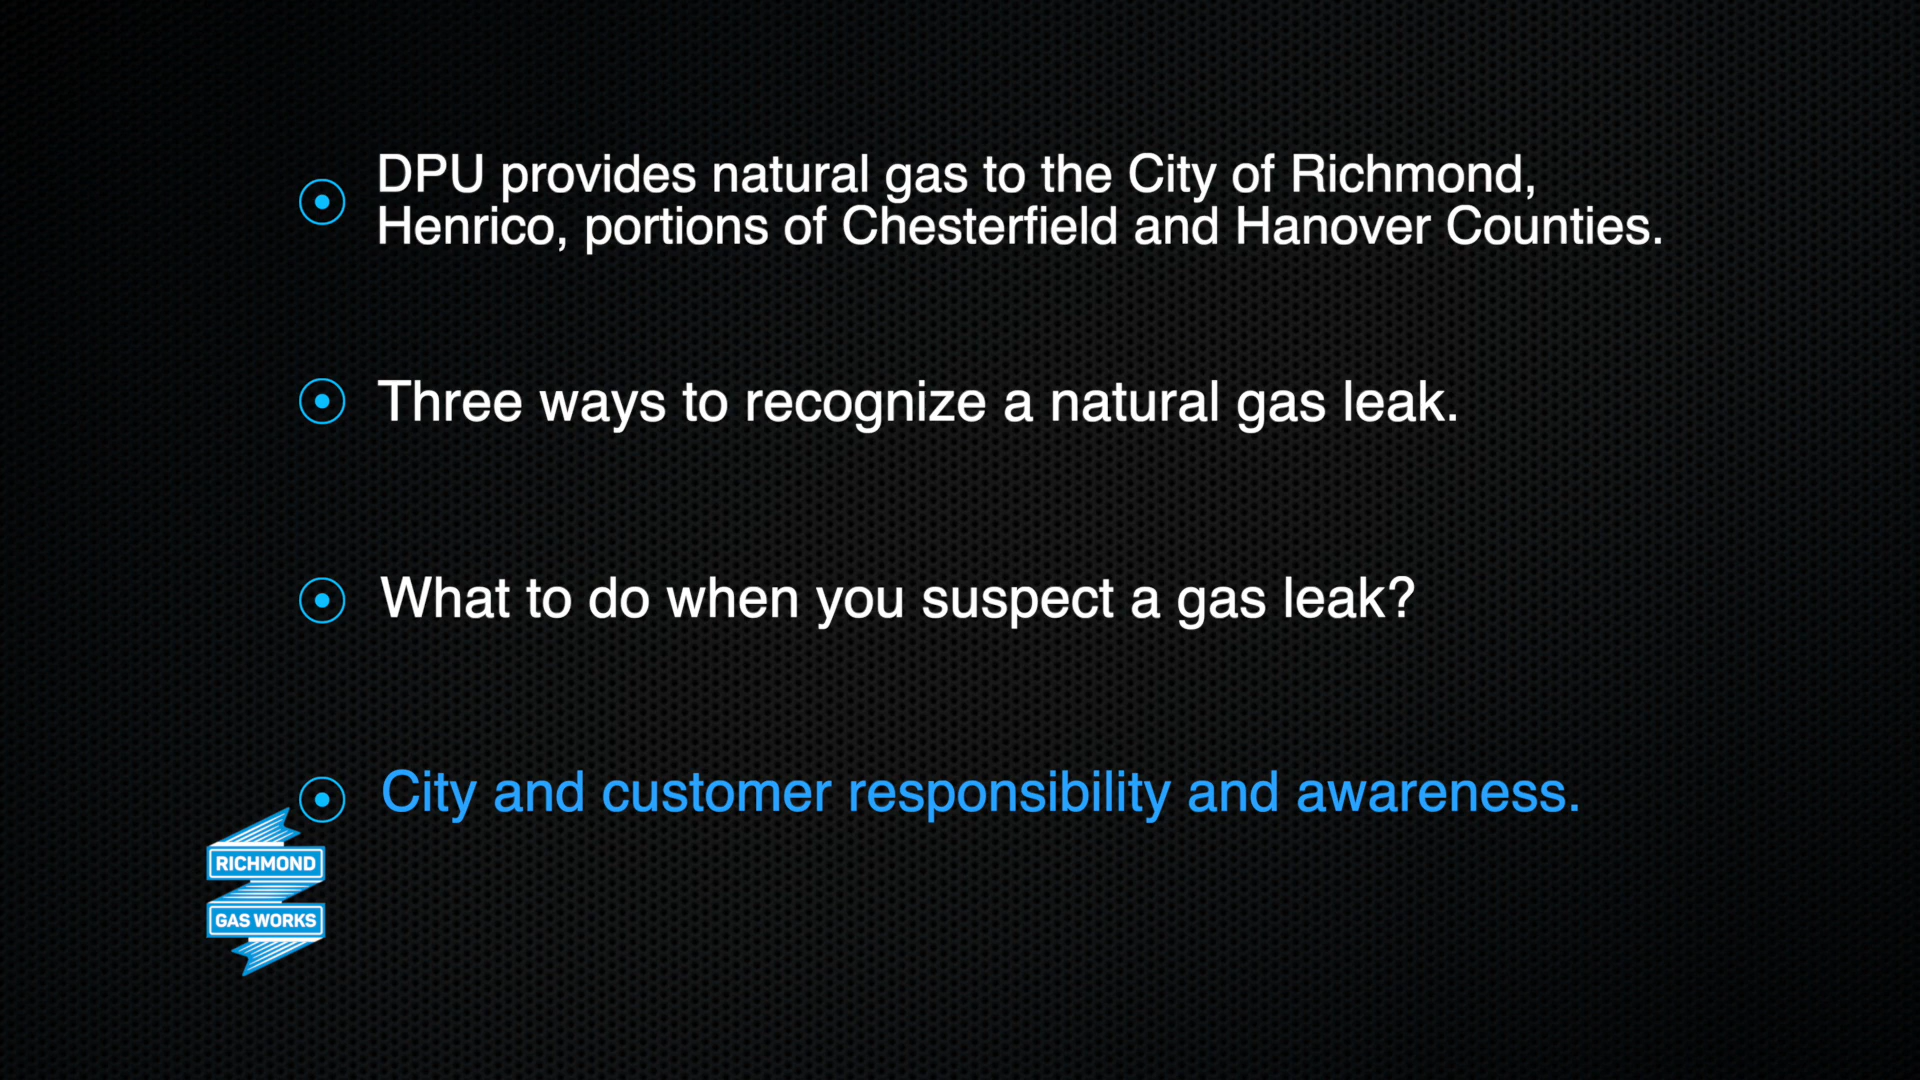 DPU provides natural gas to the City of Richmond,
Henrico, portions of Chesterfield and Hanover Counties.
Three ways to recognize a natural gas leak.
What to do when you suspect a gas leak?
City and customer responsibility and awareness.
RICHMOND
GAS WORKS